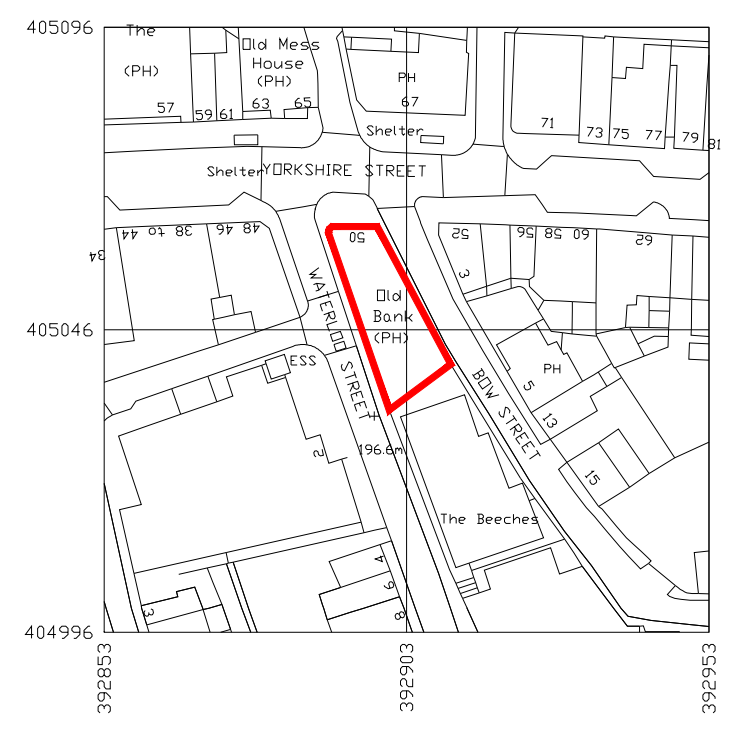 405096
The
(PH)
Old Mess
House
(PH)
PH
67
57
59
61
63
65
71
73
75
77
79
81
Shelter
Shelter
YORKSHIRE STREET
34
44
38 to
46
48
50
52
56
58
60
62
3
WATERLOO STREET
Old
Bank
(PH)
405046
ESS
BOW STREET
PH
5
13
15
2
196.6m
The Beeches
4
6
8
3
404996
392853
392903
392953